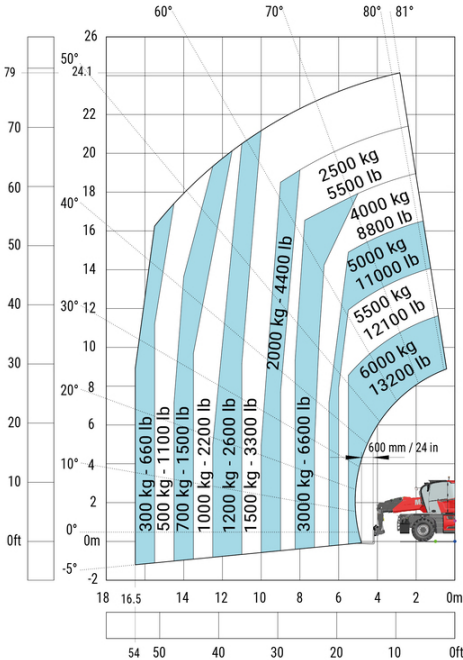 60°
70°
80°
81°
26
50°
79
24.1
22
70
20
2500 kg
5500 lb
60
18
40°
4000 kg
8800 lb
50
16
5000 kg
11000 lb
14
40
30°
12
5500 kg
12100 lb
2000 kg - 4400 lb
30
10
6000 kg
13200 lb
20°
8
20
6
600 mm / 24 in
10°
4
300 kg - 660 lb
500 kg - 1100 lb
700 kg - 1500 lb
1000 kg - 2200 lb
1200 kg - 2600 lb
1500 kg - 3300 lb
3000 kg - 6600 lb
10
2
0°
0ft
0m
-5°
-2
18
16.5
14
12
10
8
6
4
2
0m
54
50
40
30
20
10
0ft